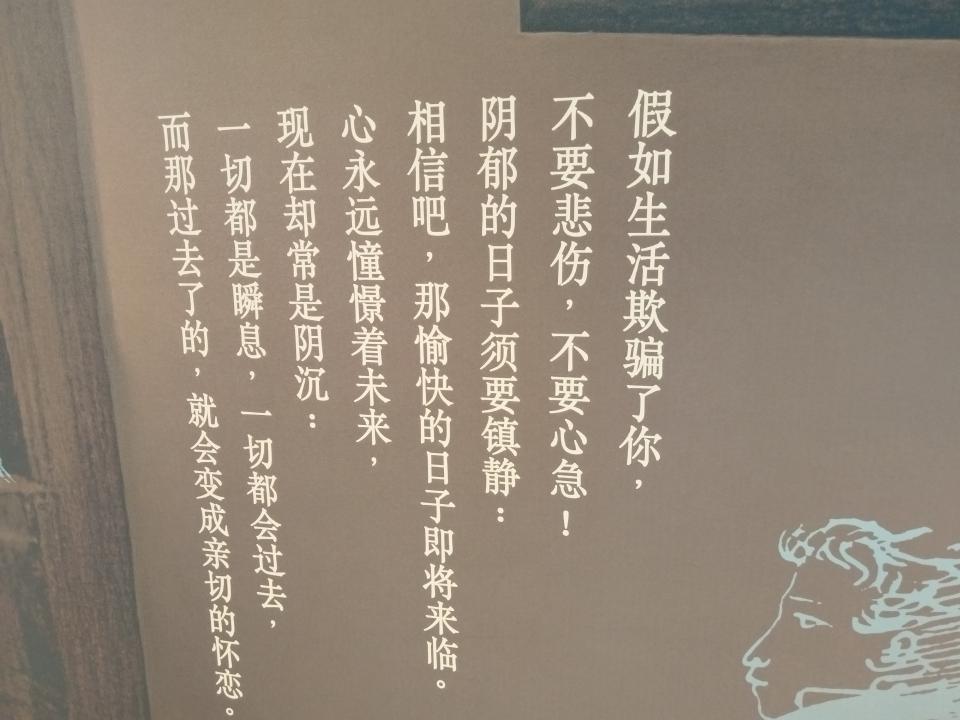 假如生活欺骗了你，
不要悲伤，不要心急！
阴郁的日子须要镇静：
相信吧，那愉快的日子即将来临。
心永远憧憬着未来，
现在却常是阴沉：
一切都是瞬息，一切都会过去，
而那过去了的，就会变成亲切的怀恋。